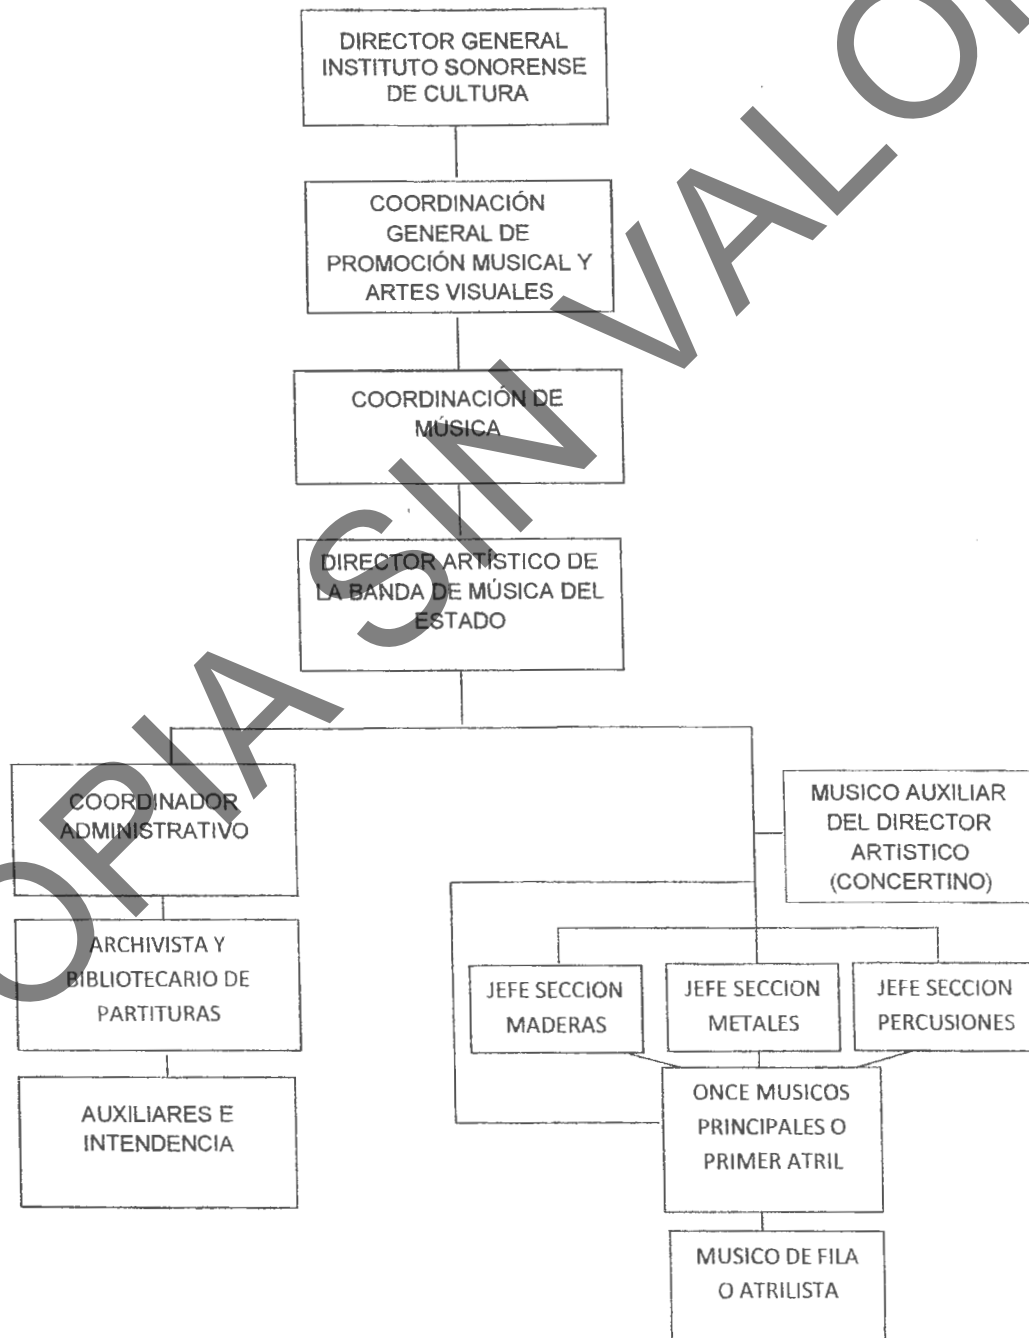 DIRECTOR GENERAL
INSTITUTO SONORENSE
DE CULTURA
COORDINACIÓN
GENERAL DE
PROMOCIÓN MUSICAL Y
ARTES VISUALES
COORDINACIÓN DE
MÚSICA
DIRECTOR ARTÍSTICO DE
LA BANDA DE MÚSICA DEL
ESTADO
COORDINADOR
ADMINISTRATIVO
ARCHIVISTA Y
BIBLIOTECARIO DE
PARTITURAS
AUXILIARES E
INTENDENCIA
MUSICO AUXILIAR
DEL DIRECTOR
ARTISTICO
(CONCERTINO)
JEFE SECCION
MADERAS
JEFE SECCION
METALES
JEFE SECCION
PERCUSIONES
ONCE MUSICOS
PRINCIPALES O
PRIMER ATRIL
MUSICO DE FILA
O ATRILISTA
OPIA SIN VALO